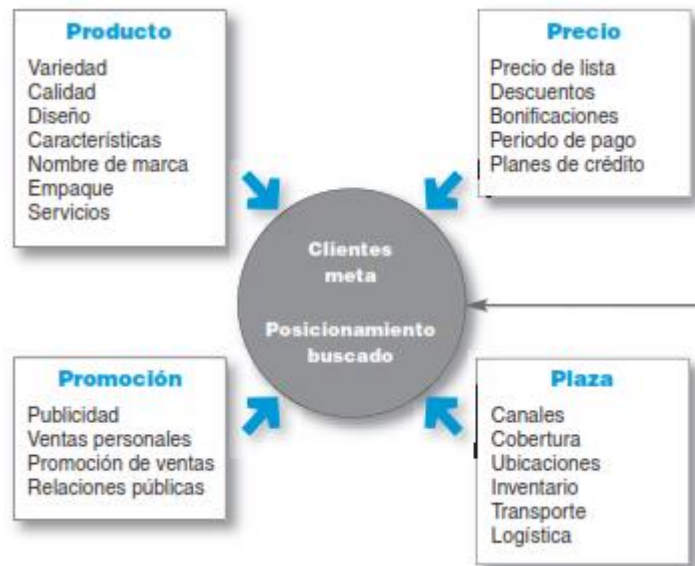 Producto
Variedad
Calidad
Diseño
Características
Nombre de marca
Empaque
Servicios
Precio
Precio de lista
Descuentos
Bonificaciones
Periodo de pago
Planes de crédito
Clientes
meta
Posicionamiento
buscado
Promoción
Publicidad
Ventas personales
Promoción de ventas
Relaciones públicas
Plaza
Canales
Cobertura
Ubicaciones
Inventario
Transporte
Logística